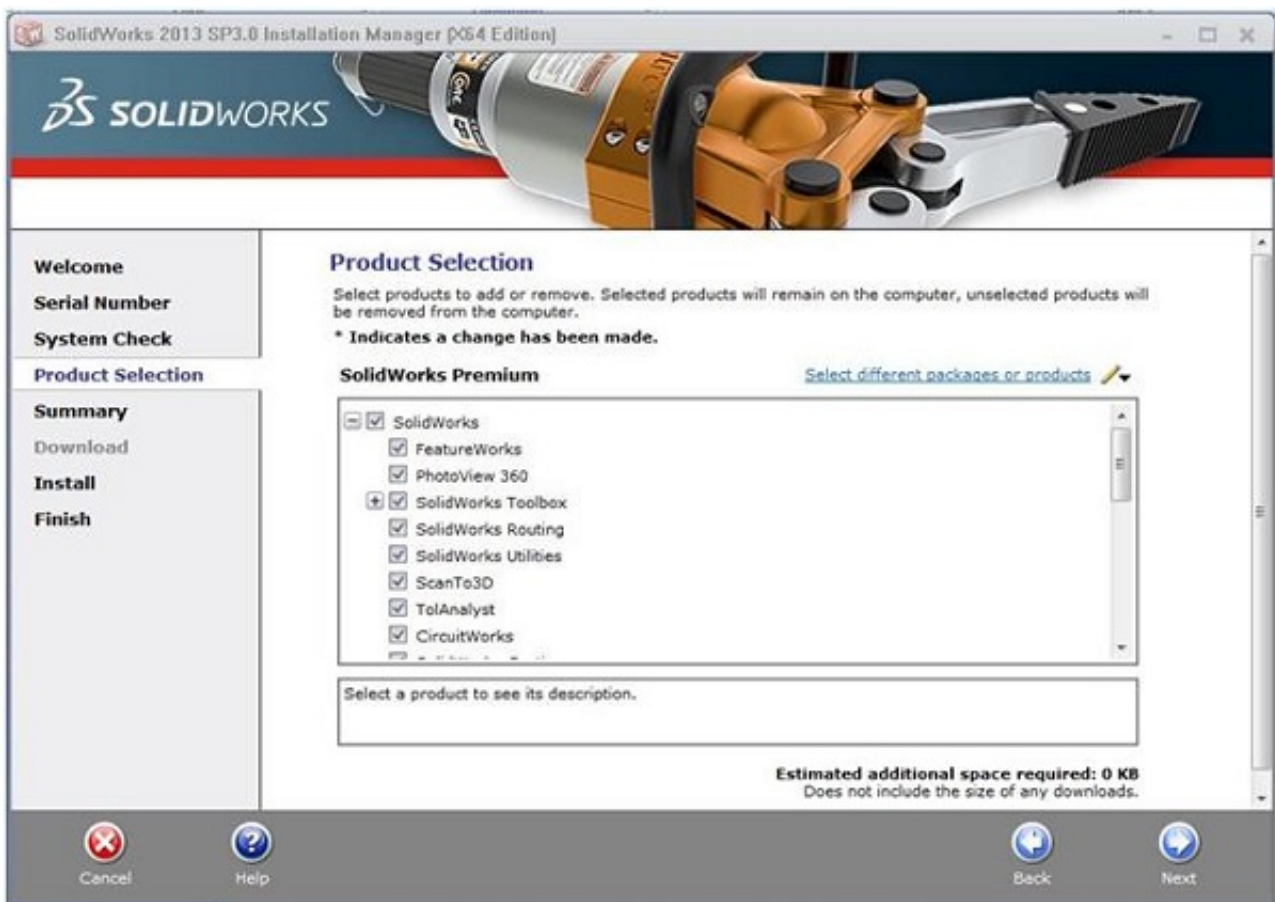 SolidWorks 2013 SP3.0 Installation Manager (X64 Edition)
SOLIDWORKS
Welcome
Serial Number
System Check
Product Selection
Summary
Download
Install
Finish
Product Selection
Select products to add or remove. Selected products will remain on the computer, unselected products will
be removed from the computer.
* Indicates a change has been made.
SolidWorks Premium
Select different packages or products
SolidWorks
FeatureWorks
PhotoView 360
SolidWorks Toolbox
SolidWorks Routing
SolidWorks Utilities
ScanTo3D
TolAnalyst
CircuitWorks
Select a product to see its description.
Estimated additional space required: 0 KB
Does not include the size of any downloads.
Cancel
Help
Back
Next